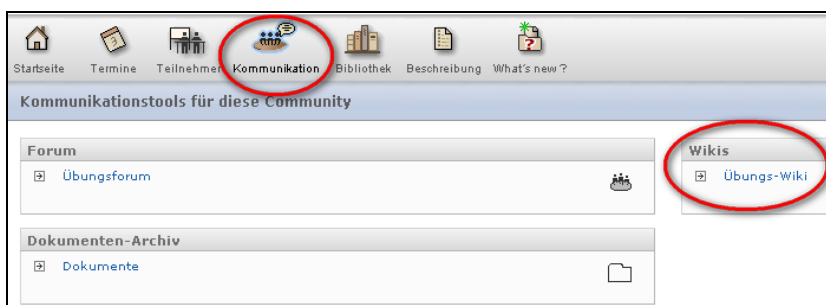 Startseite Termine Teilnehmer Kommunikation Bibliothek Beschreibung What's new ?
Kommunikationstools für diese Community
Forum
Übungsforum
Wikis
Übungs-Wiki
Dokumenten-Archiv
Dokumente